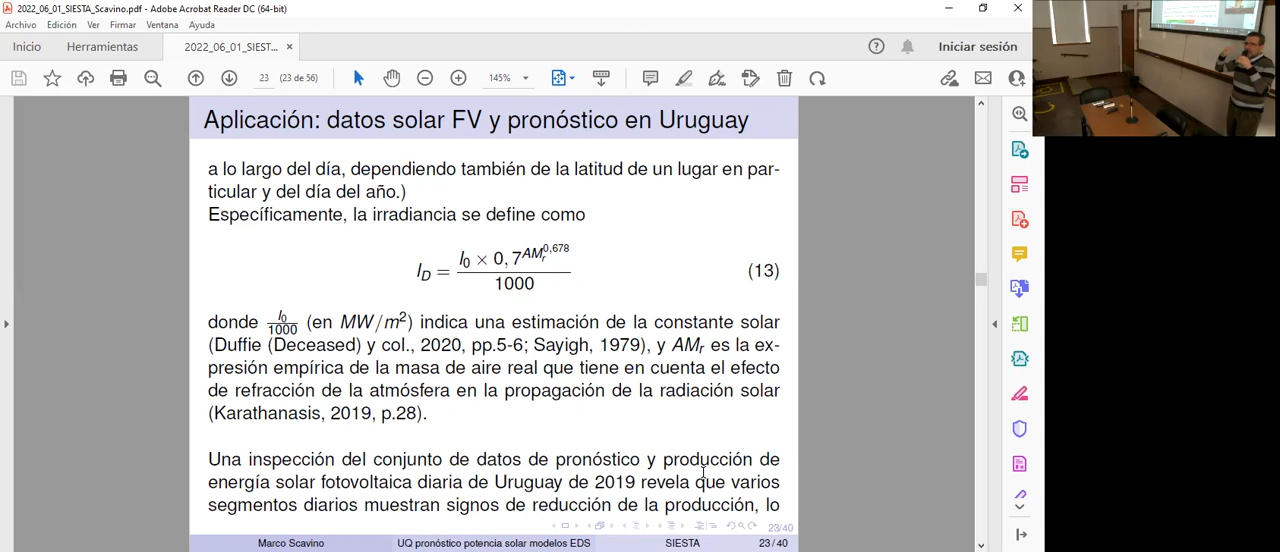 2022_06_01_SIESTA_Scavino.pdf - Adobe Acrobat Reader DC (64-bit)
Archivo Edición Ver Firmar Ventana Ayuda
Inicio Herramientas 2022_06_01_SIEST... × Iniciar sesión
23 (23 de 56) 145%
Aplicación: datos solar FV y pronóstico en Uruguay
a lo largo del día, dependiendo también de la latitud de un lugar en par-
ticular y del día del año.)
Específicamente, la irradiancia se define como
I_D = \frac{I_0 × 0,7^{AM_r^{0,678}}}{1000} (13)
donde \frac{I_0}{1000} (en MW/m²) indica una estimación de la constante solar
(Duffie (Deceased) y col., 2020, pp.5-6; Sayigh, 1979), y AM_r es la ex-
presión empírica de la masa de aire real que tiene en cuenta el efecto
de refracción de la atmósfera en la propagación de la radiación solar
(Karathanasis, 2019, p.28).
Una inspección del conjunto de datos de pronóstico y producción de
energía solar fotovoltaica diaria de Uruguay de 2019 revela que varios
segmentos diarios muestran signos de reducción de la producción, lo
23/40
Marco Scavino UQ pronóstico potencia solar modelos EDS SIESTA 23 / 40